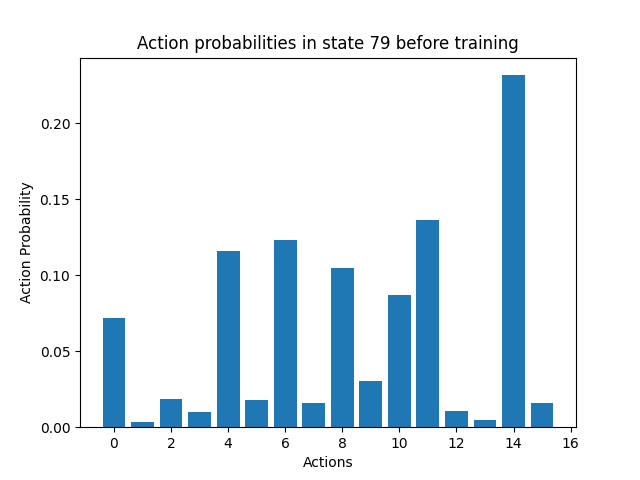 Action probabilities in state 79 before training
0.20
0.15
0.10
0.05
0.00
Action Probability
0 2 4 6 8 10 12 14 16
Actions